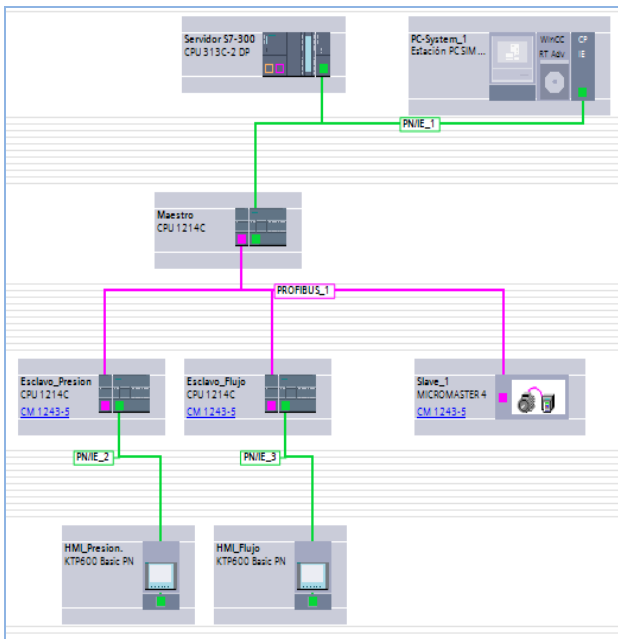 Servidor S7-300
CPU 313C-2 DP
PC-System_1
Estación PC SIM...
WinCC
RT Adv
CP
IE
PN/IE_1
Maestro
CPU 1214C
PROFIBUS_1
Esclavo_Presion
CPU 1214C
CM 1243-5
Esclavo_Flujo
CPU 1214C
CM 1243-5
Slave_1
MICROMASTER 4
CM 1243-5
PN/IE_2
PN/IE_3
HMI_Presion.
KTP600 Basic PN
HMI_Flujo
KTP600 Basic PN